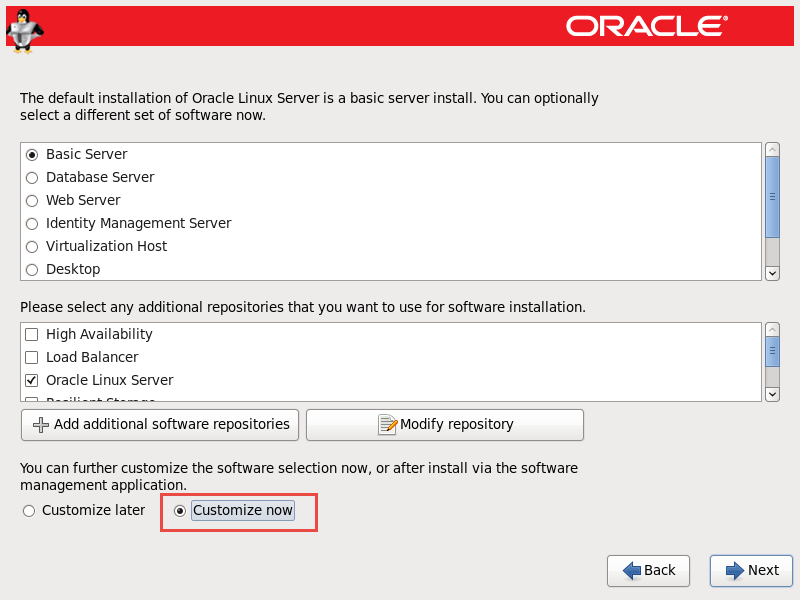 ORACLE®
The default installation of Oracle Linux Server is a basic server install. You can optionally
select a different set of software now.
Basic Server
Database Server
Web Server
Identity Management Server
Virtualization Host
Desktop
Please select any additional repositories that you want to use for software installation.
High Availability
Load Balancer
Oracle Linux Server
Resilient Storage
Add additional software repositories
Modify repository
You can further customize the software selection now, or after install via the software
management application.
Customize later
Customize now
Back
Next